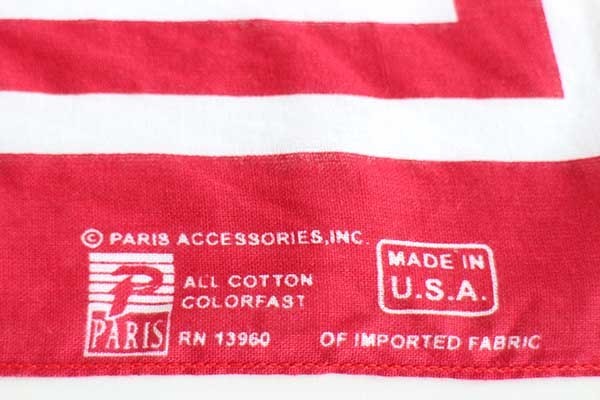 © PARIS ACCESSORIES, INC.
P
PARIS
ALL COTTON
COLORFAST
RN 13960
MADE IN
U.S.A.
OF IMPORTED FABRIC